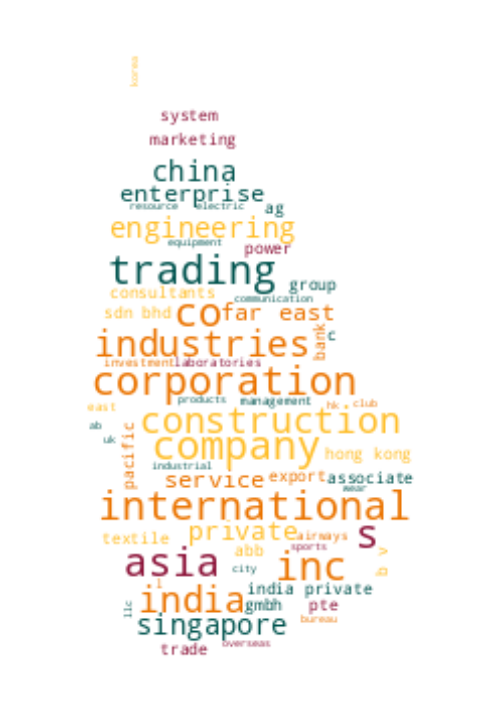 korea
system
marketing
china
enterprise
resource electric ag
engineering
equipment power
trading
group
consultants communication
sdn bhd co far east
industries bank c
investment laboratories
corporation
products management hk club
east
ab construction
uk company
pacific hong kong
industrial
service export associate
wear
international
textile private airways s
abb sports
asia city inc b v
l india private
llc india gmbh pte
singapore bureau
trade overseas